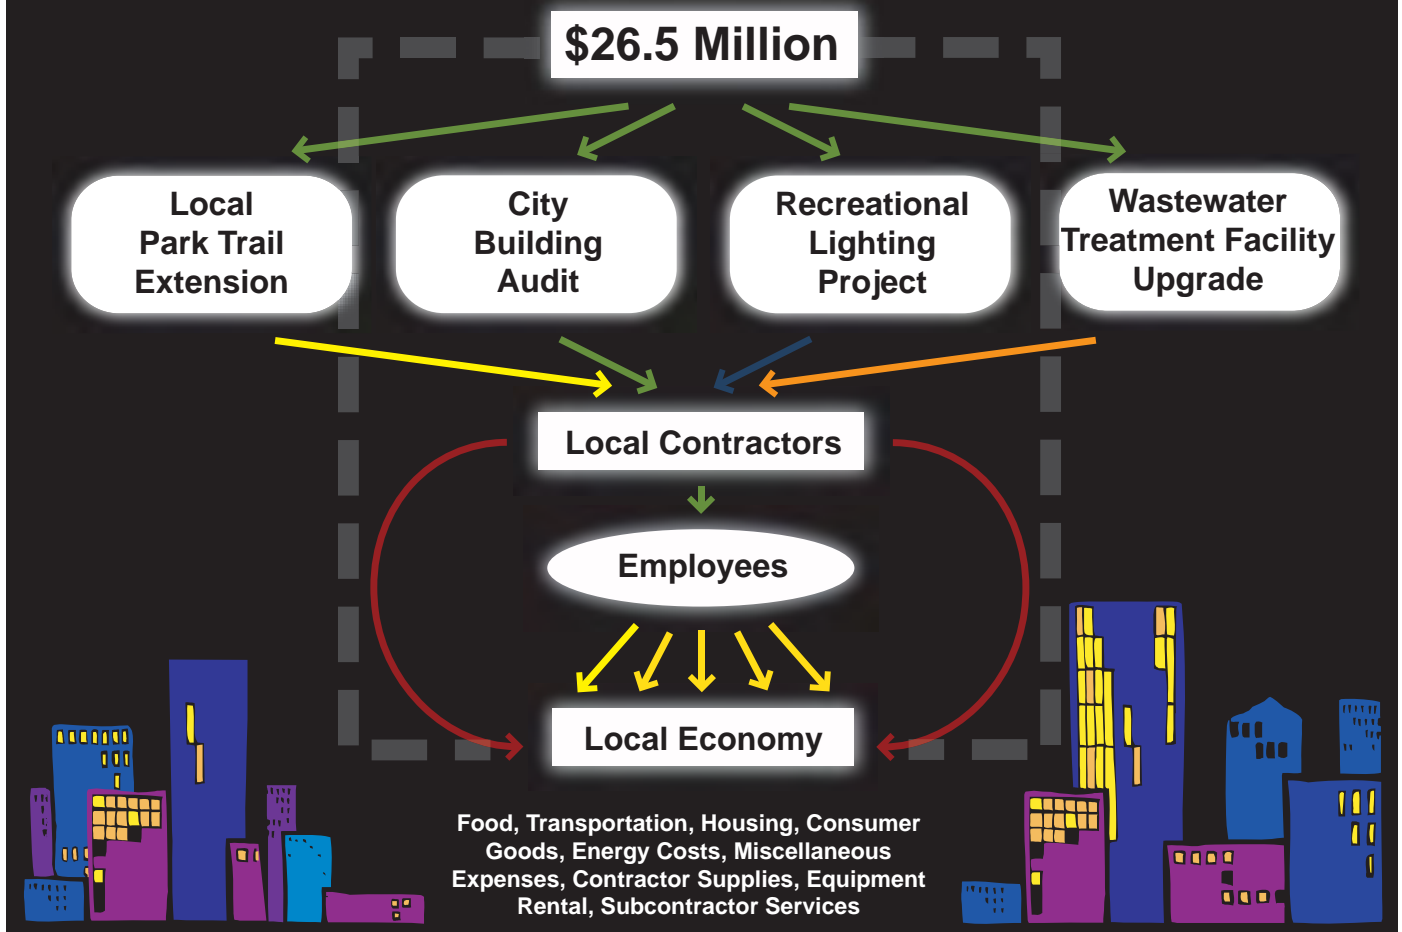 $26.5 Million
Local
Park Trail
Extension
City
Building
Audit
Recreational
Lighting
Project
Wastewater
Treatment Facility
Upgrade
Local Contractors
Employees
Local Economy
Food, Transportation, Housing, Consumer
Goods, Energy Costs, Miscellaneous
Expenses, Contractor Supplies, Equipment
Rental, Subcontractor Services